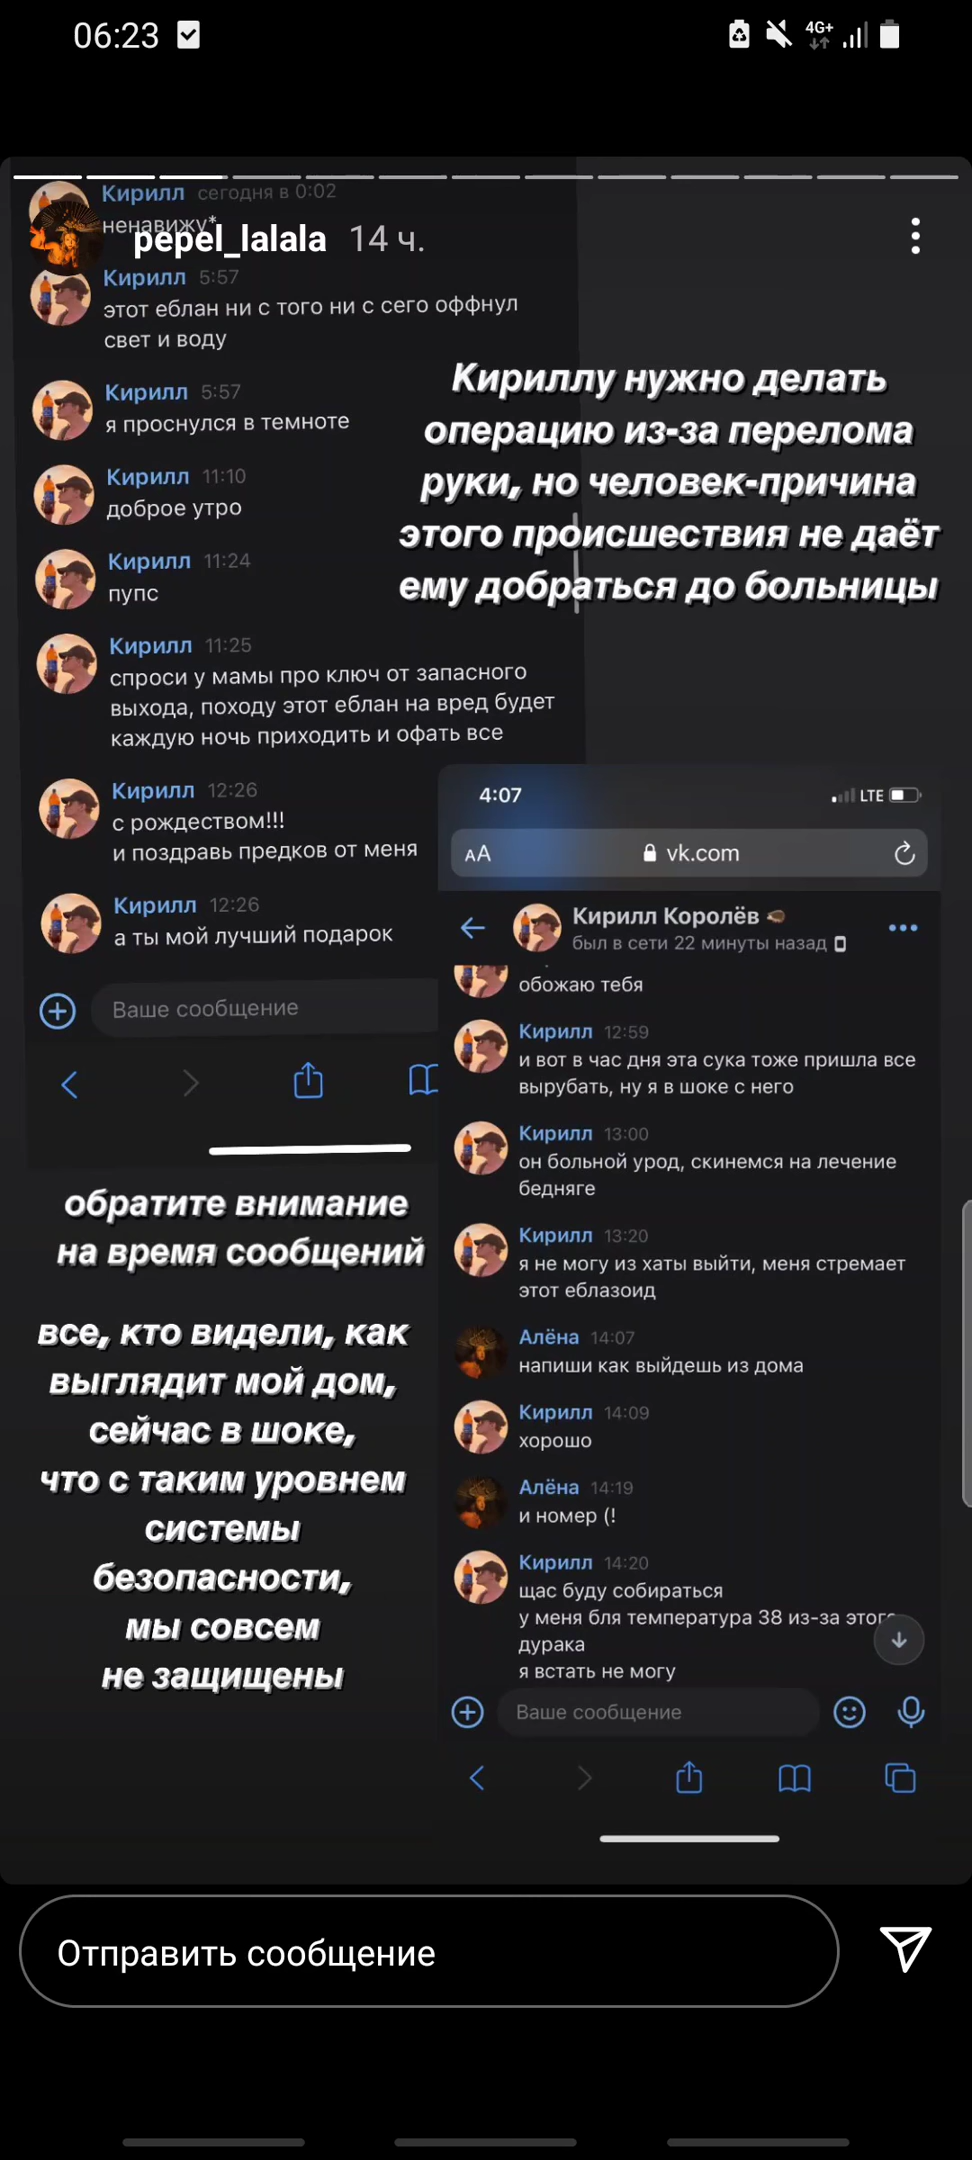 06:23
4G+
Кирилл сегодня в 0:02
ненавижу*
pepel_lalala 14 ч.
Кирилл 5:57
этот еблан ни с того ни с сего оффнул
свет и воду
Кирилл 5:57
я проснулся в темноте
Кирилл 11:10
доброе утро
Кирилл 11:24
пупс
Кирилл 11:25
спроси у мамы про ключ от запасного
выхода, походу этот еблан на вред будет
каждую ночь приходить и офать все
Кирилл 12:26
с рождеством!!!
и поздравь предков от меня
Кирилл 12:26
а ты мой лучший подарок
Ваше сообщение
Кириллу нужно делать
операцию из-за перелома
руки, но человек-причина
этого происшествия не даёт
ему добраться до больницы
4:07
LTE
AA
vk.com
Кирилл Королёв
был в сети 22 минуты назад
обожаю тебя
Кирилл 12:59
и вот в час дня эта сука тоже пришла все
вырубать, ну я в шоке с него
Кирилл 13:00
он больной урод, скинемся на лечение
бедняге
Кирилл 13:20
я не могу из хаты выйти, меня стремает
этот еблазоид
Алёна 14:07
напиши как выйдешь из дома
Кирилл 14:09
хорошо
Алёна 14:19
и номер (!
Кирилл 14:20
щас буду собираться
у меня бля температура 38 из-за этого
дурака
я встать не могу
Ваше сообщение
обратите внимание
на время сообщений
все, кто видели, как
выглядит мой дом,
сейчас в шоке,
что с таким уровнем
системы
безопасности,
мы совсем
не защищены
Отправить сообщение